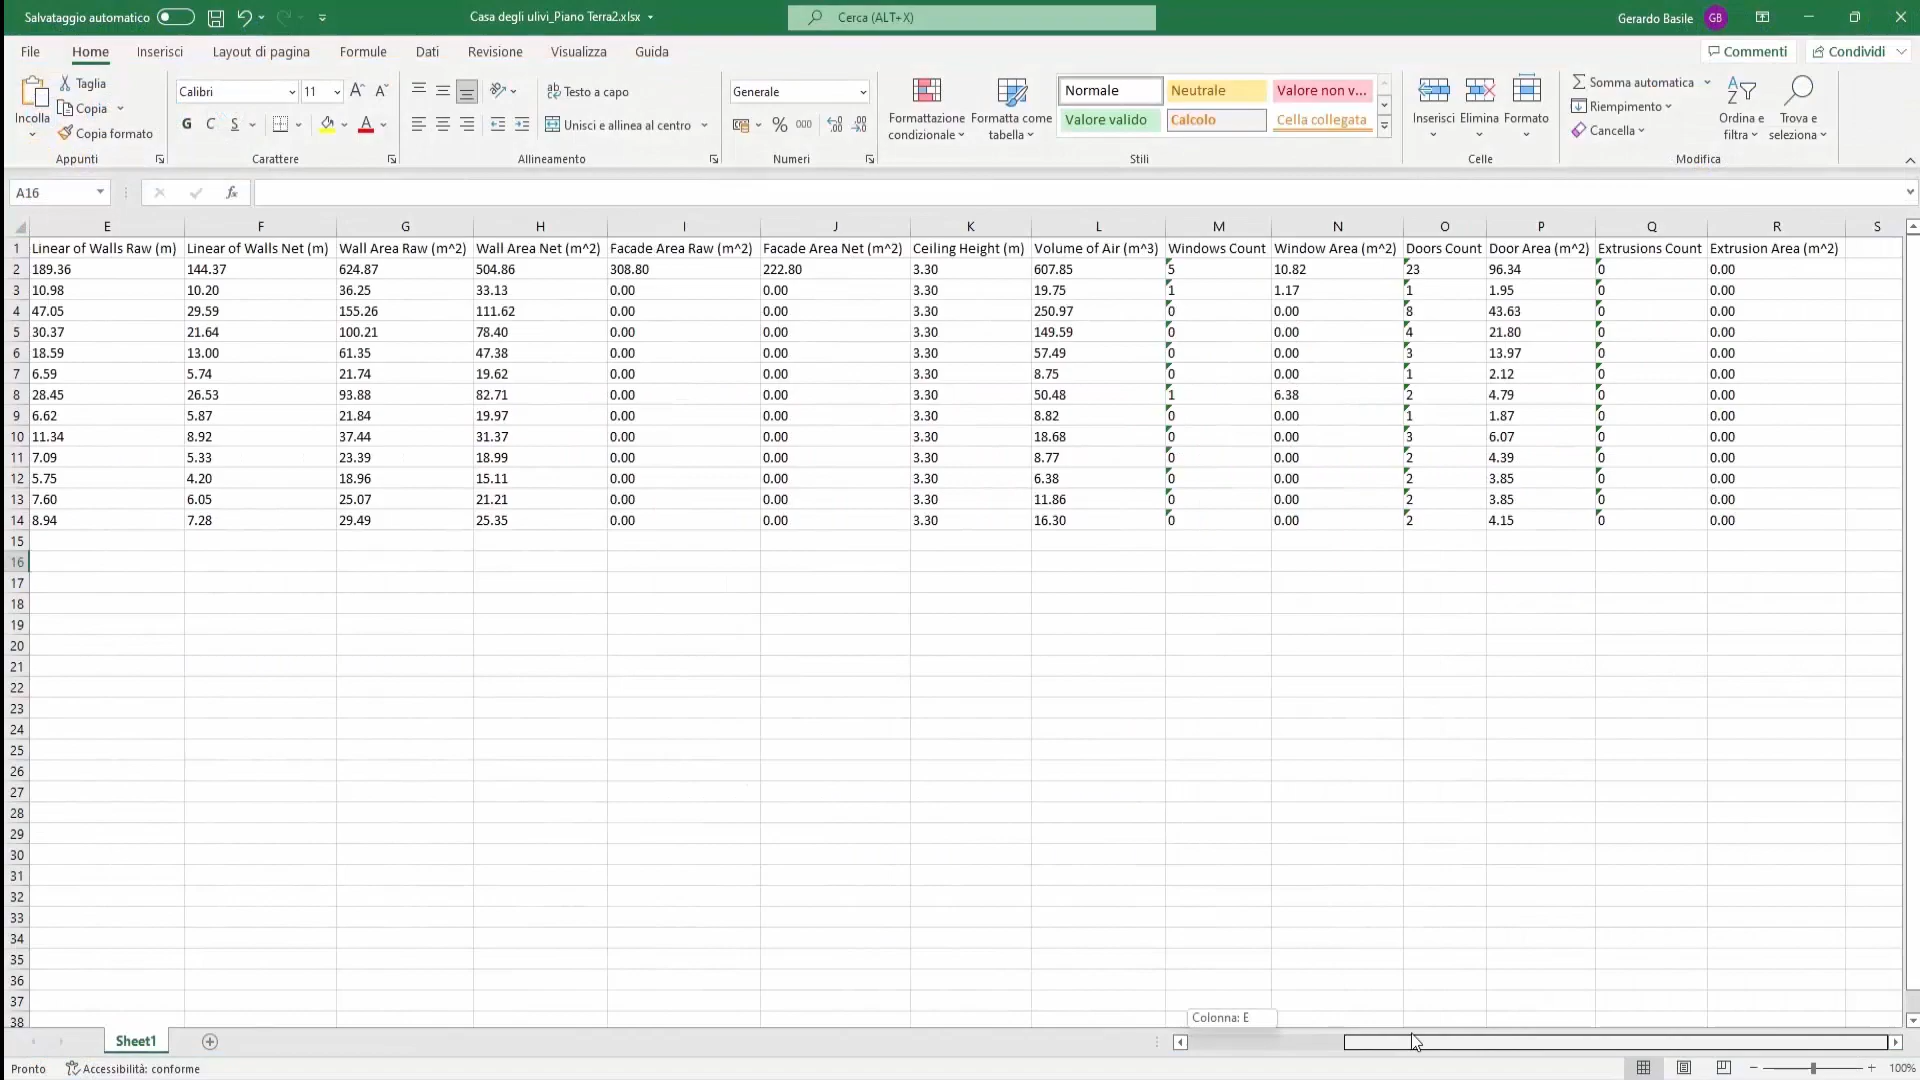 Salvataggio automatico
Casa degli ulivi_Piano Terra2.xlsx
Cerca (ALT+X)
Gerardo Basile GB
File Home Inserisci Layout di pagina Formule Dati Revisione Visualizza Guida Commenti Condividi
Incolla
Taglia
Copia
Copia formato
Appunti
Calibri 11
G C S A
Carattere
Testo a capo
Unisci e allinea al centro
Allineamento
Generale
% 000
Numeri
Formattazione condizionale
Formatta come tabella
Normale Neutrale Valore non v...
Valore valido Calcolo Cella collegata
Stili
Inserisci Elimina Formato
Celle
Somma automatica
Riempimento
Cancella
Ordina e filtra
Trova e seleziona
Modifica
A16 fx
E F G H I J K L M N O P Q R S
1 Linear of Walls Raw (m) Linear of Walls Net (m) Wall Area Raw (m^2) Wall Area Net (m^2) Facade Area Raw (m^2) Facade Area Net (m^2) Ceiling Height (m) Volume of Air (m^3) Windows Count Window Area (m^2) Doors Count Door Area (m^2) Extrusions Count Extrusion Area (m^2)
2 189.36 144.37 624.87 504.86 308.80 222.80 3.30 607.85 5 10.82 23 96.34 0 0.00
3 10.98 10.20 36.25 33.13 0.00 0.00 3.30 19.75 1 1.17 1 1.95 0 0.00
4 47.05 29.59 155.26 111.62 0.00 0.00 3.30 250.97 0 0.00 8 43.63 0 0.00
5 30.37 21.64 100.21 78.40 0.00 0.00 3.30 149.59 0 0.00 4 21.80 0 0.00
6 18.59 13.00 61.35 47.38 0.00 0.00 3.30 57.49 0 0.00 3 13.97 0 0.00
7 6.59 5.74 21.74 19.62 0.00 0.00 3.30 8.75 0 0.00 1 2.12 0 0.00
8 28.45 26.53 93.88 82.71 0.00 0.00 3.30 50.48 1 6.38 2 4.79 0 0.00
9 6.62 5.87 21.84 19.97 0.00 0.00 3.30 8.82 0 0.00 1 1.87 0 0.00
10 11.34 8.92 37.44 31.37 0.00 0.00 3.30 18.68 0 0.00 3 6.07 0 0.00
11 7.09 5.33 23.39 18.99 0.00 0.00 3.30 8.77 0 0.00 2 4.39 0 0.00
12 5.75 4.20 18.96 15.11 0.00 0.00 3.30 6.38 0 0.00 2 3.85 0 0.00
13 7.60 6.05 25.07 21.21 0.00 0.00 3.30 11.86 0 0.00 2 3.85 0 0.00
14 8.94 7.28 29.49 25.35 0.00 0.00 3.30 16.30 0 0.00 2 4.15 0 0.00
15
16
17
18
19
20
21
22
23
24
25
26
27
28
29
30
31
32
33
34
35
36
37
38
Colonna: E
Sheet1
Pronto Accessibilità: conforme 100%